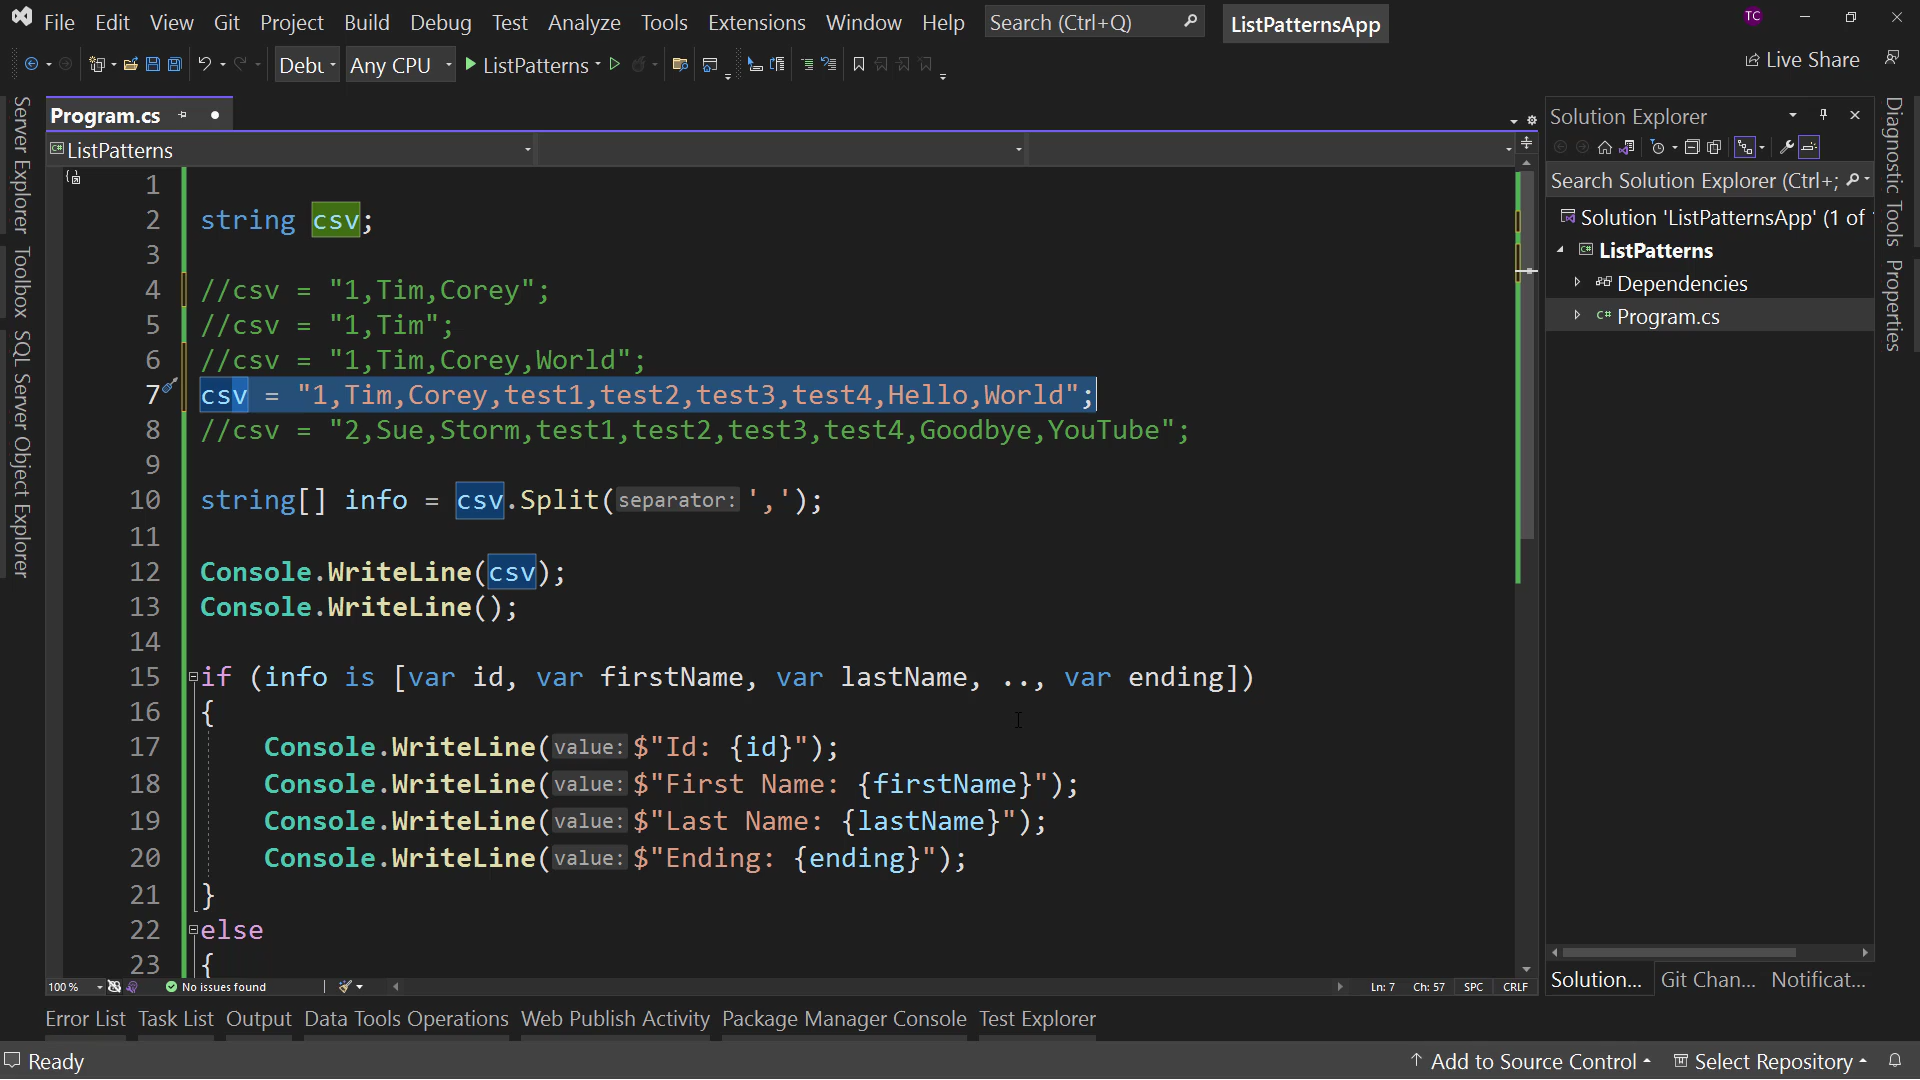 File Edit View Git Project Build Debug Test Analyze Tools Extensions Window Help Search (Ctrl+Q) ListPatternsApp TC
Debu Any CPU ListPatterns Live Share
Server Explorer
Toolbox
SQL Server Object Explorer
Program.cs
ListPatterns
1
2 string csv;
3
4 //csv = "1,Tim,Corey";
5 //csv = "1,Tim";
6 //csv = "1,Tim,Corey,World";
7 csv = "1,Tim,Corey,test1,test2,test3,test4,Hello,World";
8 //csv = "2,Sue,Storm,test1,test2,test3,test4,Goodbye,YouTube";
9
10 string[] info = csv.Split(separator: ',');
11
12 Console.WriteLine(csv);
13 Console.WriteLine();
14
15 if (info is [var id, var firstName, var lastName, .., var ending])
16 {
17 Console.WriteLine(value: $"Id: {id}");
18 Console.WriteLine(value: $"First Name: {firstName}");
19 Console.WriteLine(value: $"Last Name: {lastName}");
20 Console.WriteLine(value: $"Ending: {ending}");
21 }
22 else
23 {
100 % No issues found Ln: 7 Ch: 57 SPC CRLF
Solution Explorer
Search Solution Explorer (Ctrl+;
Solution 'ListPatternsApp' (1 of
ListPatterns
Dependencies
C# Program.cs
Solution... Git Chan... Notificat...
Diagnostic Tools
Properties
Error List Task List Output Data Tools Operations Web Publish Activity Package Manager Console Test Explorer
Ready Add to Source Control Select Repository